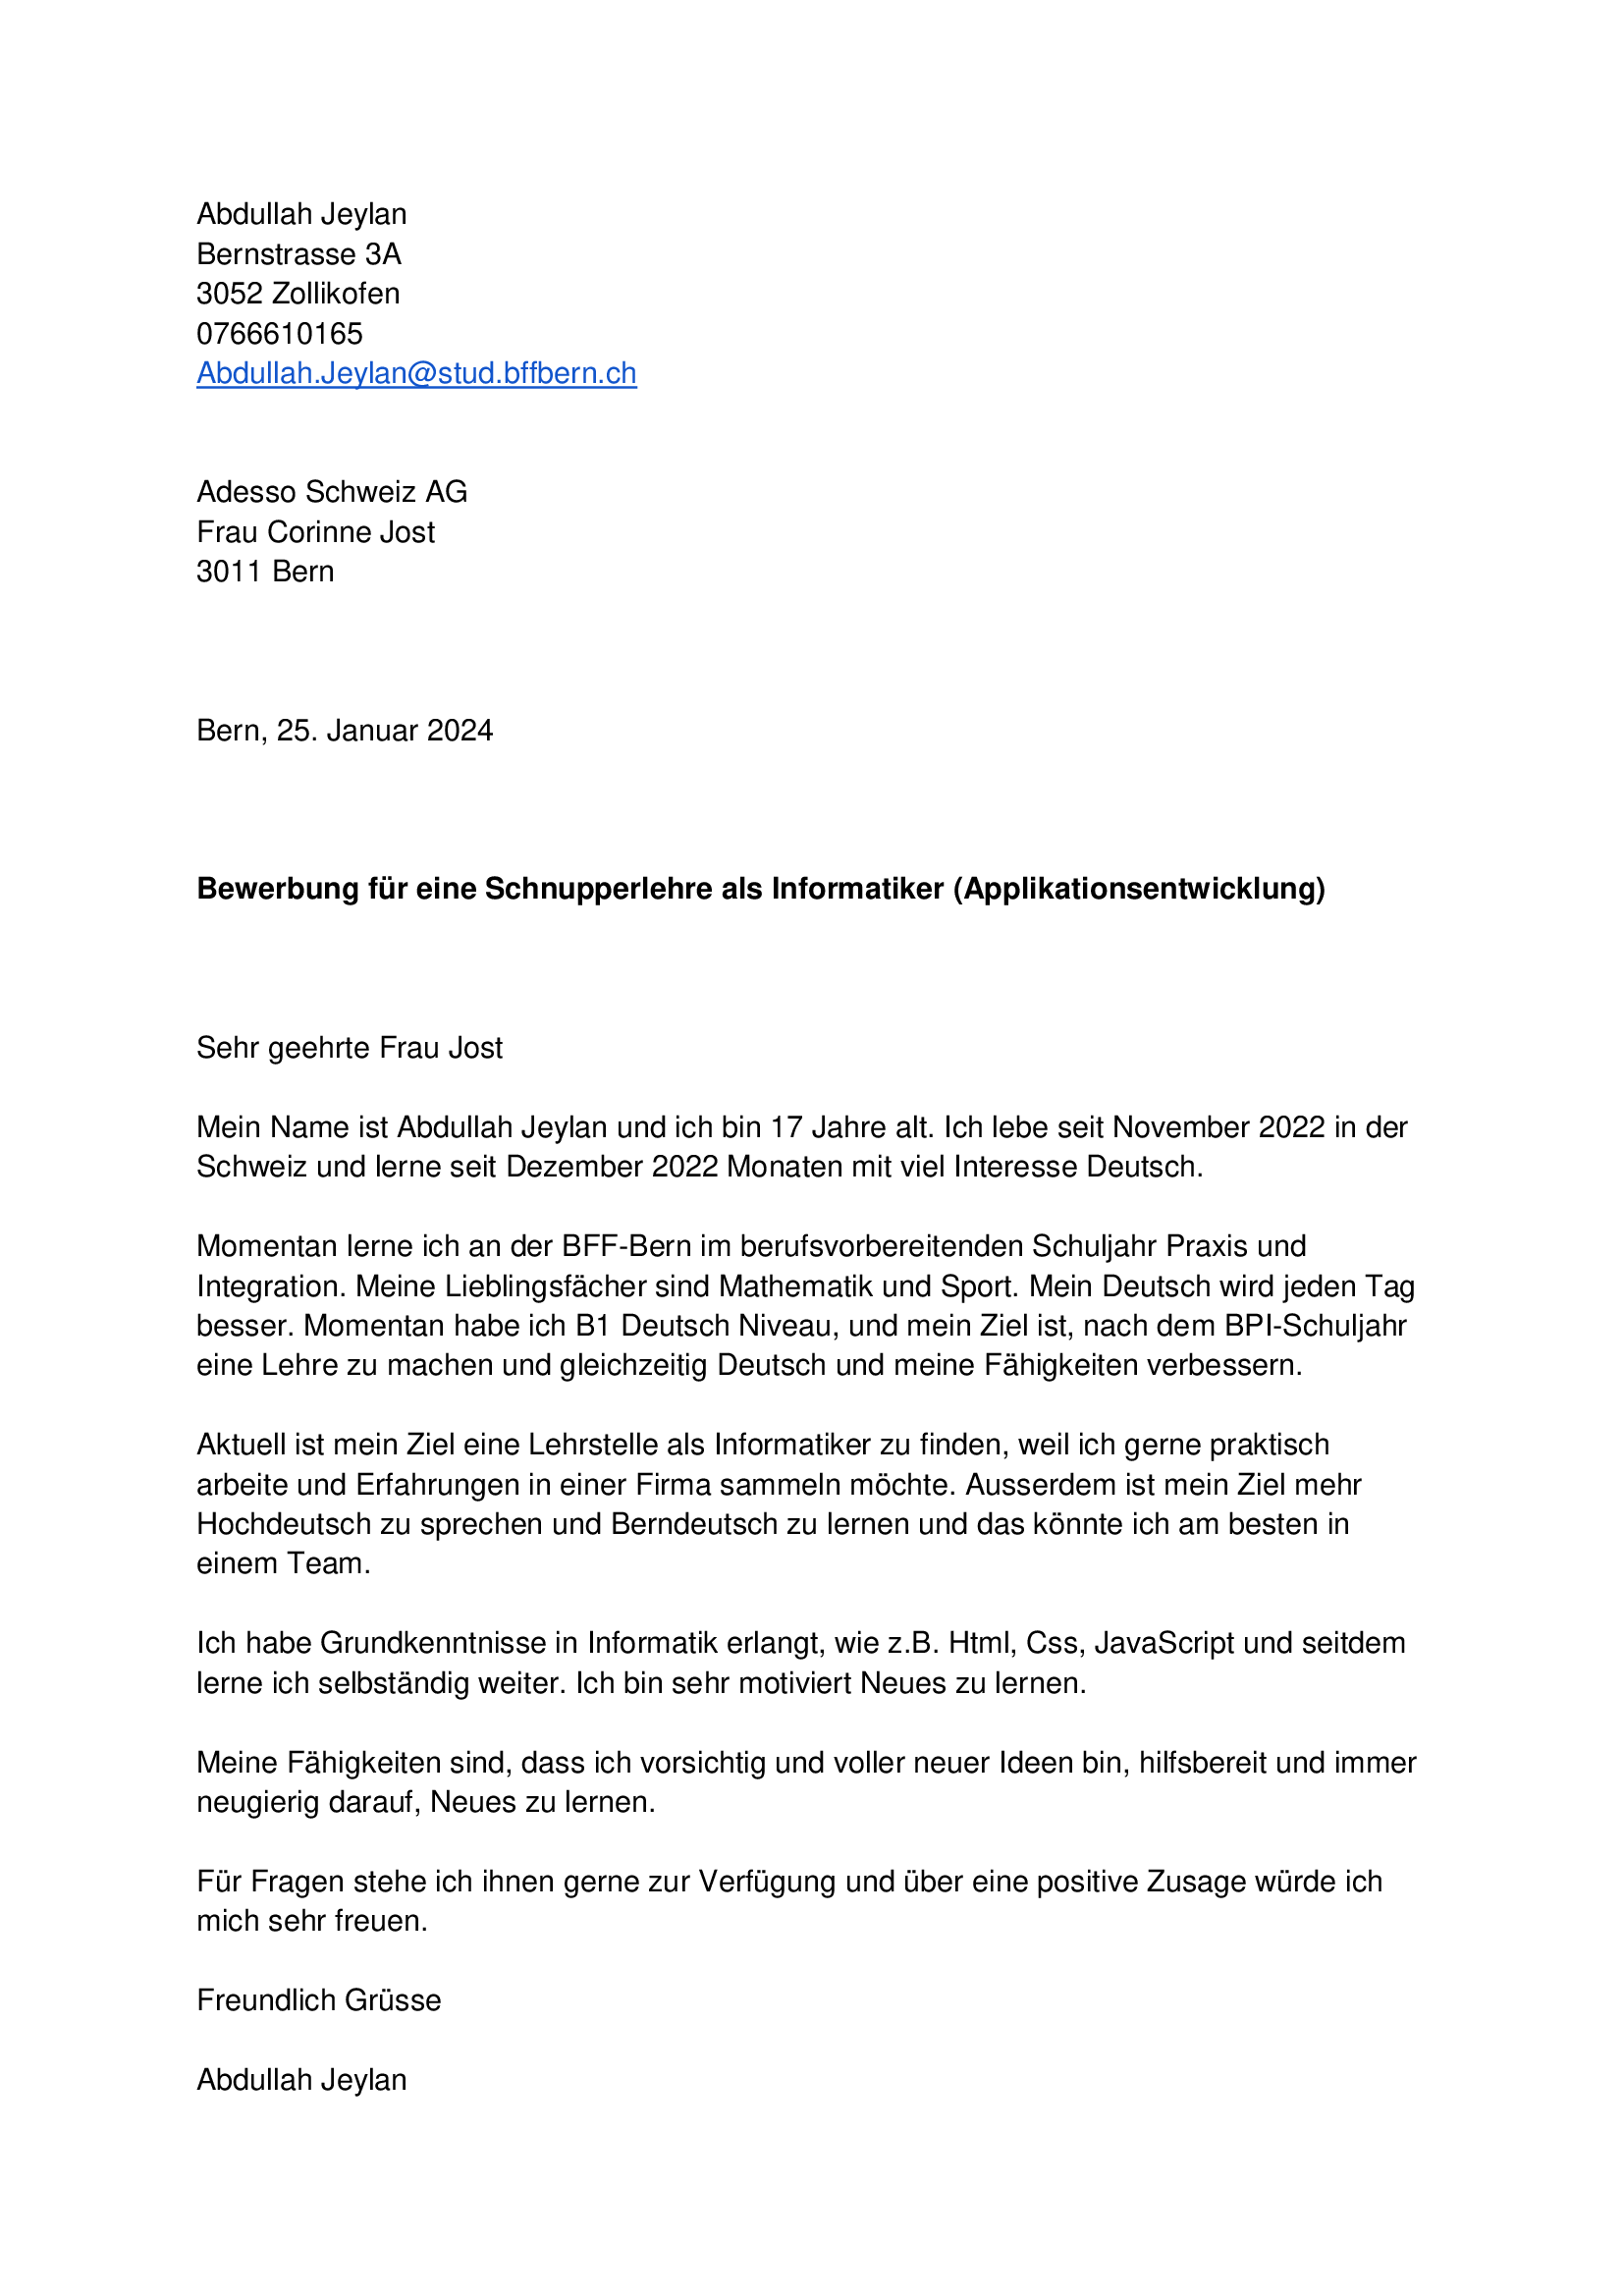 Abdullah Jeylan
Bernstrasse 3A
3052 Zollikofen
0766610165
Abdullah.Jeylan@stud.bffbern.ch
Adesso Schweiz AG
Frau Corinne Jost
3011 Bern
Bern, 25. Januar 2024
Bewerbung für eine Schnupperlehre als Informatiker (Applikationsentwicklung)
Sehr geehrte Frau Jost
Mein Name ist Abdullah Jeylan und ich bin 17 Jahre alt. Ich lebe seit November 2022 in der
Schweiz und lerne seit Dezember 2022 Monaten mit viel Interesse Deutsch.
Momentan lerne ich an der BFF-Bern im berufsvorbereitenden Schuljahr Praxis und
Integration. Meine Lieblingsfächer sind Mathematik und Sport. Mein Deutsch wird jeden Tag
besser. Momentan habe ich B1 Deutsch Niveau, und mein Ziel ist, nach dem BPI-Schuljahr
eine Lehre zu machen und gleichzeitig Deutsch und meine Fähigkeiten verbessern.
Aktuell ist mein Ziel eine Lehrstelle als Informatiker zu finden, weil ich gerne praktisch
arbeite und Erfahrungen in einer Firma sammeln möchte. Ausserdem ist mein Ziel mehr
Hochdeutsch zu sprechen und Berndeutsch zu lernen und das könnte ich am besten in
einem Team.
Ich habe Grundkenntnisse in Informatik erlangt, wie z.B. Html, Css, JavaScript und seitdem
lerne ich selbständig weiter. Ich bin sehr motiviert Neues zu lernen.
Meine Fähigkeiten sind, dass ich vorsichtig und voller neuer Ideen bin, hilfsbereit und immer
neugierig darauf, Neues zu lernen.
Für Fragen stehe ich ihnen gerne zur Verfügung und über eine positive Zusage würde ich
mich sehr freuen.
Freundlich Grüsse
Abdullah Jeylan